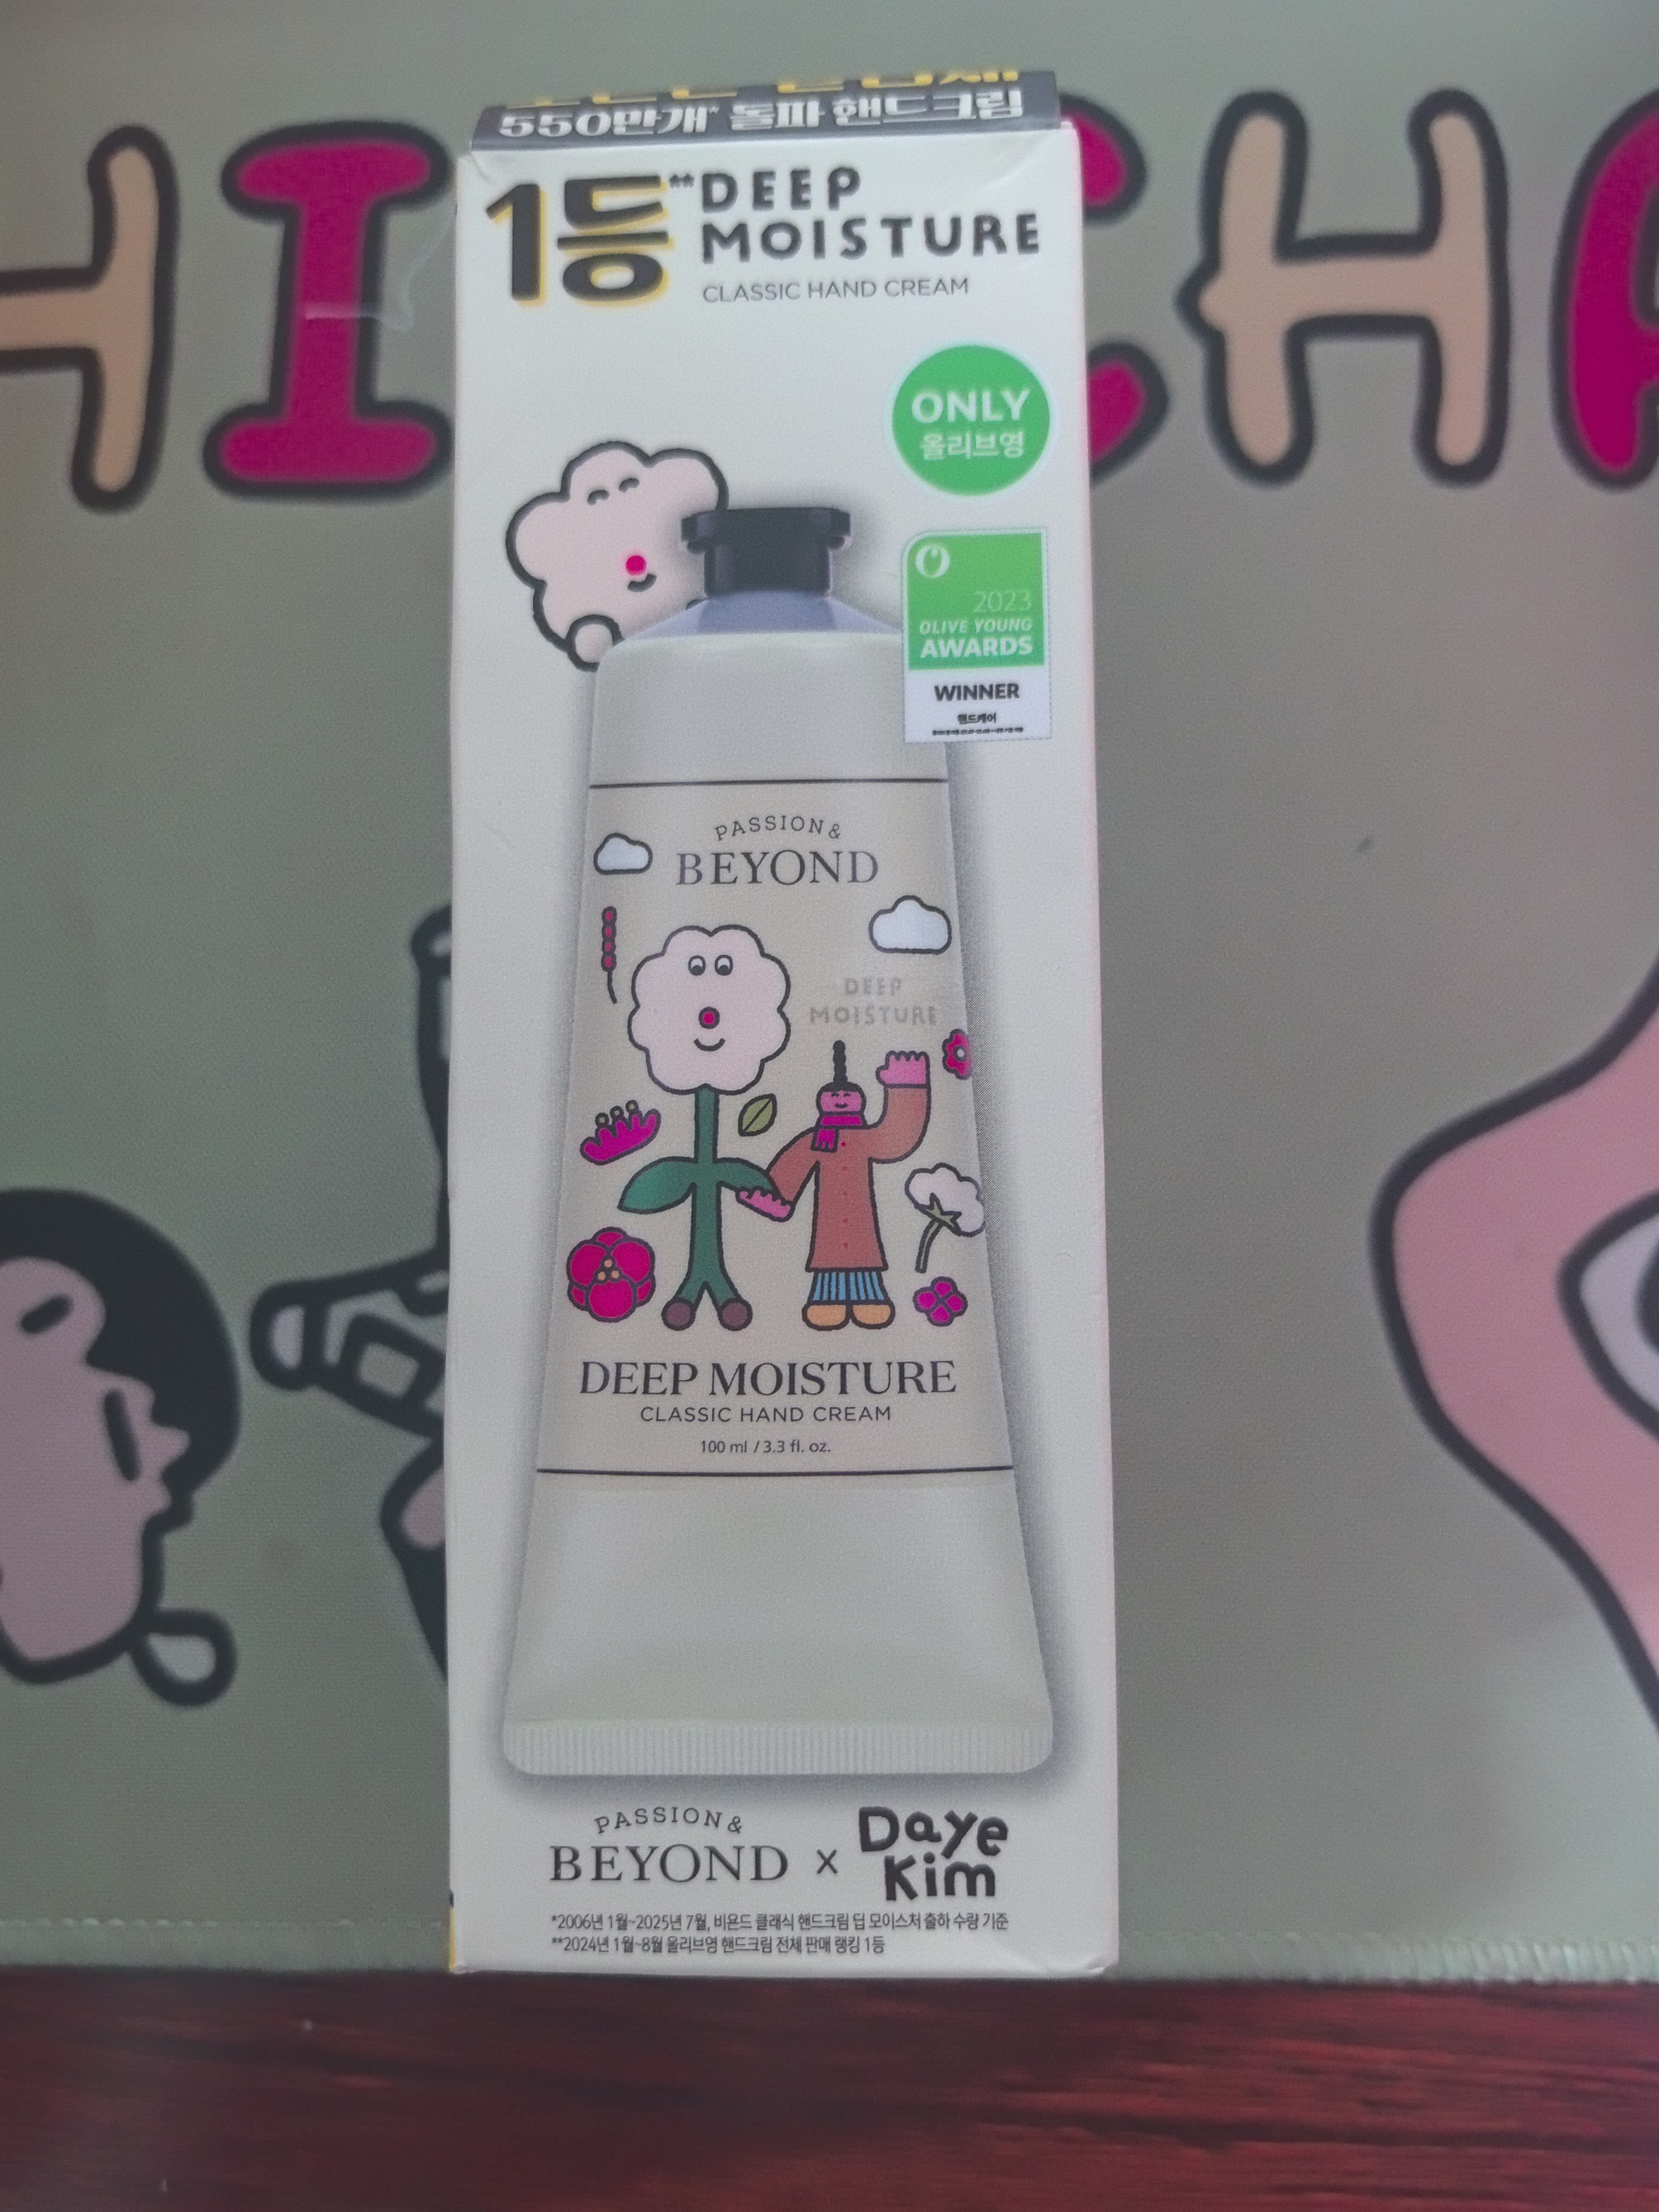 550만개* 돌파 핸드크림
1등**
DEEP
MOISTURE
CLASSIC HAND CREAM
ONLY
올리브영
2023
OLIVE YOUNG
AWARDS
WINNER
핸드케어
PASSION &
BEYOND
DEEP
MOISTURE
DEEP MOISTURE
CLASSIC HAND CREAM
100 ml / 3.3 fl. oz.
PASSION &
BEYOND x Daye Kim
*2006년 1월~2025년 7월, 비욘드 클래식 핸드크림 딥 모이스처 출하 수량 기준
**2024년 1월~8월 올리브영 핸드크림 전체 판매 랭킹 1등